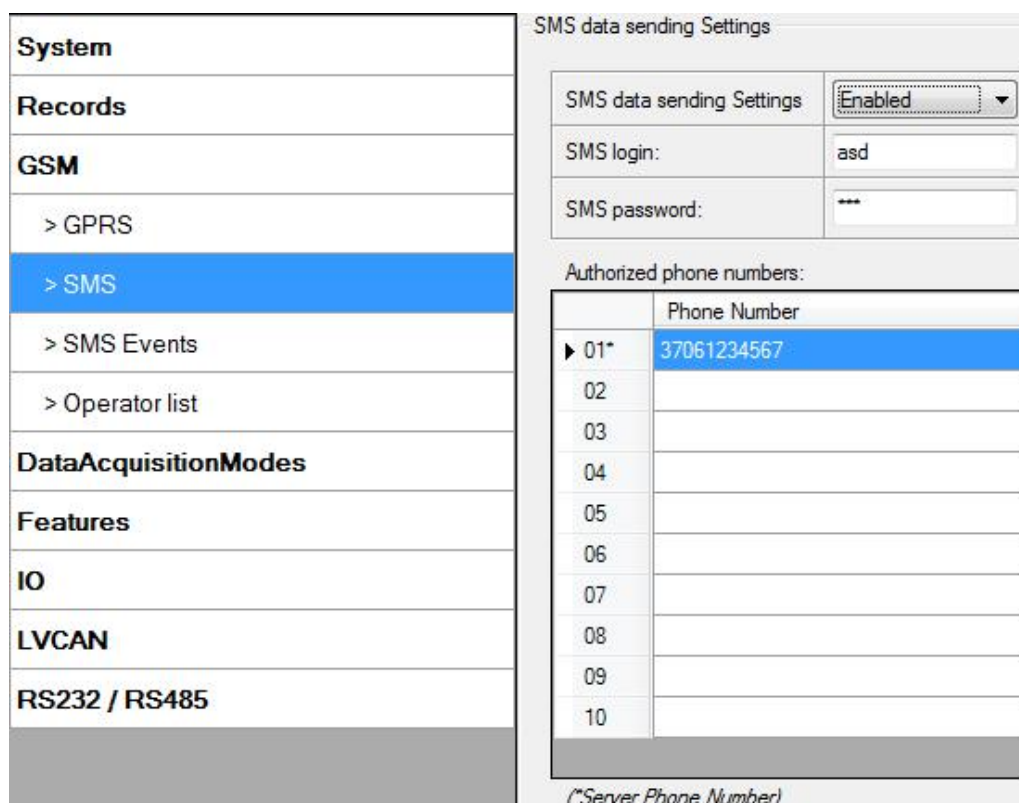 System
Records
GSM
> GPRS
> SMS
> SMS Events
> Operator list
DataAcquisitionModes
Features
IO
LVCAN
RS232 / RS485
SMS data sending Settings
SMS data sending Settings Enabled
SMS login: asd
SMS password: ***
Authorized phone numbers:
Phone Number
01* 37061234567
02
03
04
05
06
07
08
09
10
(*Server Phone Number)